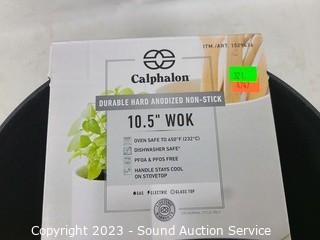 ITM./ART. 1529636
Calphalon
DURABLE HARD ANODIZED NON-STICK
10.5" WOK
OVEN SAFE TO 450°F (232°C)
DISHWASHER SAFE*
PFOA & PFOS FREE
HANDLE STAYS COOL
ON STOVETOP
GAS ELECTRIC GLASS TOP
Copyright 2023 - Sound Auction Service